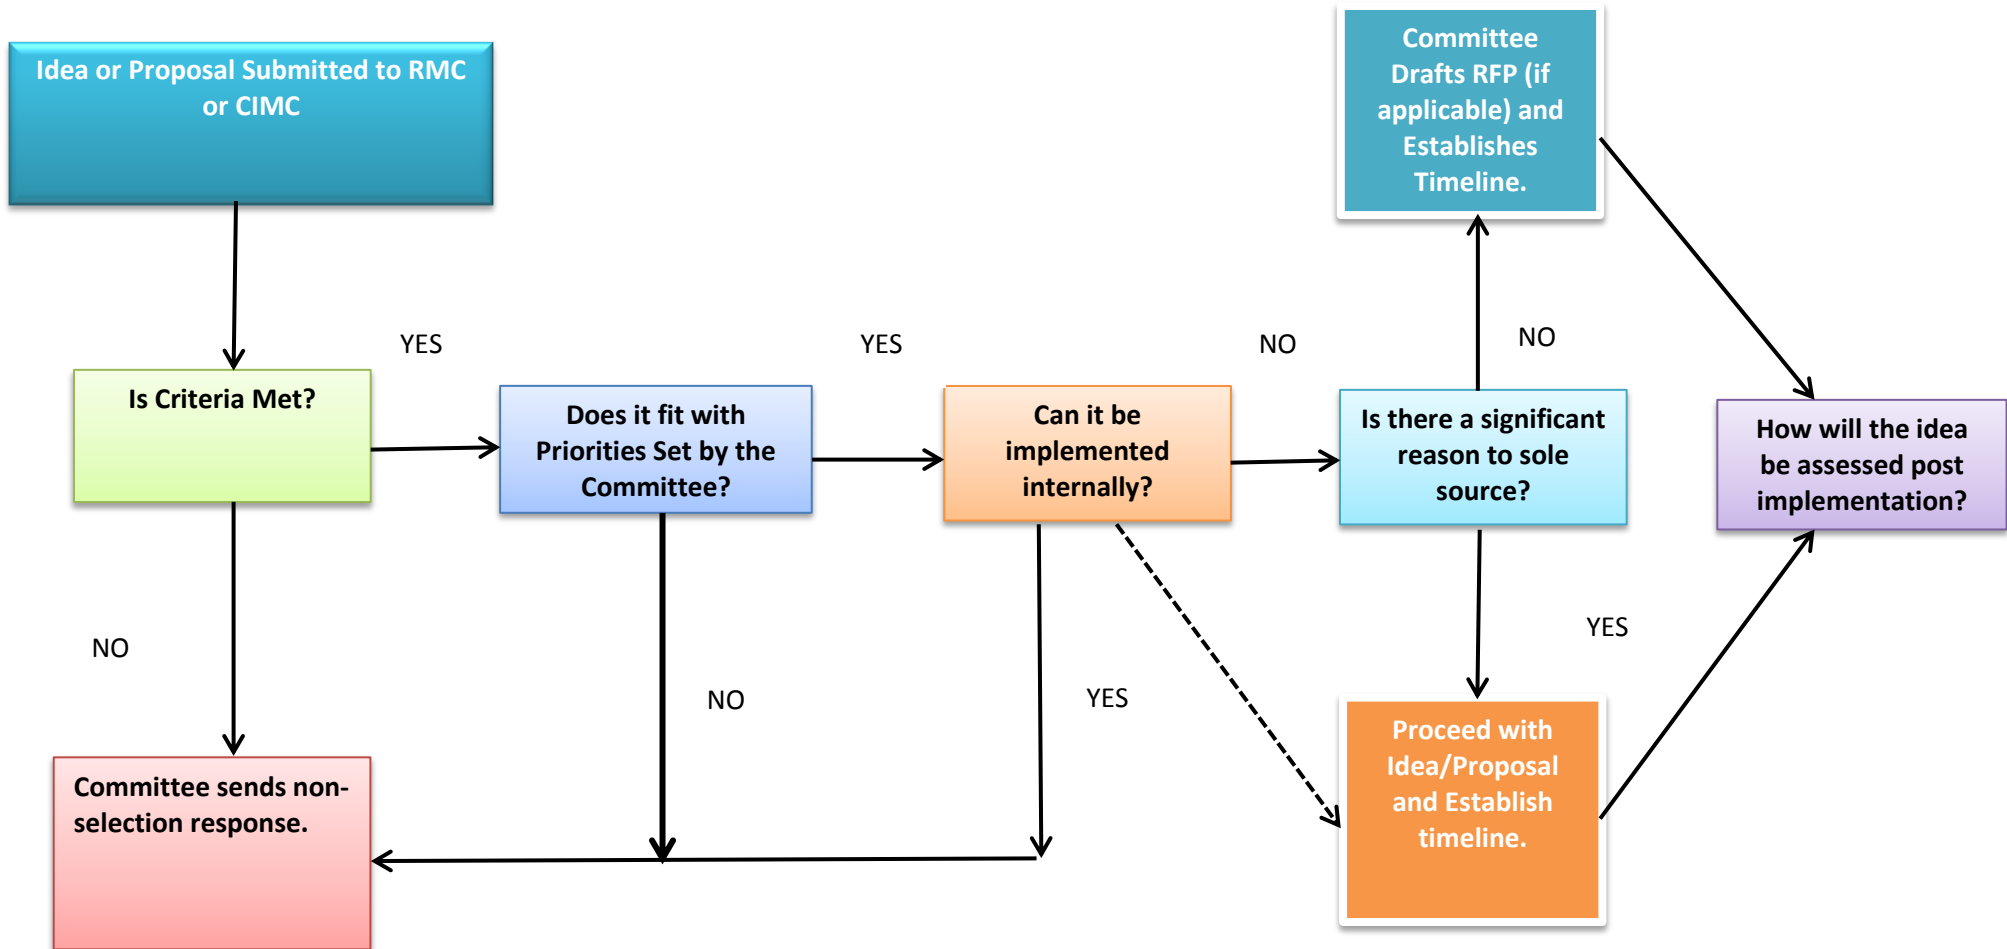 Idea or Proposal Submitted to RMC
or CIMC
Committee
Drafts RFP (if
applicable) and
Establishes
Timeline.
YES
YES
NO
NO
Is Criteria Met?
Does it fit with
Priorities Set by the
Committee?
Can it be
implemented
internally?
Is there a significant
reason to sole
source?
How will the idea
be assessed post
implementation?
NO
NO
YES
YES
Committee sends non-
selection response.
Proceed with
Idea/Proposal
and Establish
timeline.